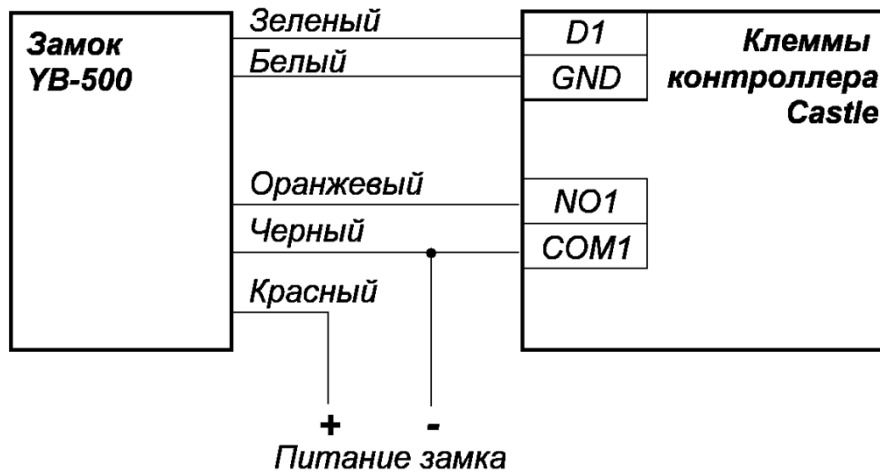 Замок
YB-500
Зеленый
Белый
Оранжевый
Черный
Красный
D1
GND
NO1
COM1
Клеммы
контроллера
Castle
+ -
Питание замка